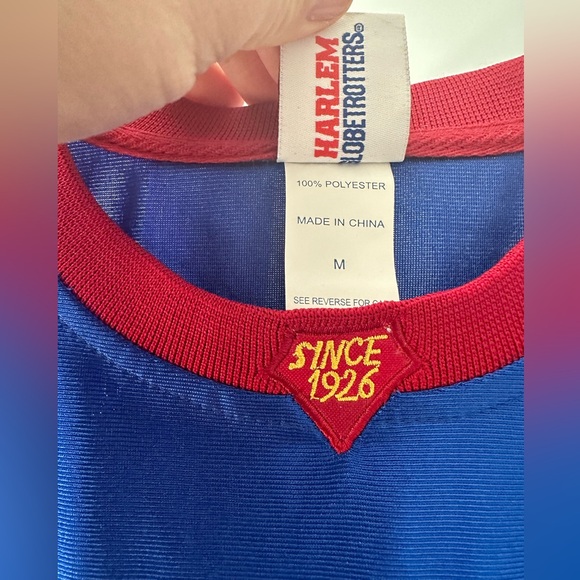 HARLEM
GLOBETROTTERS®
100% POLYESTER
MADE IN CHINA
M
SEE REVERSE FOR
SINCE
1926